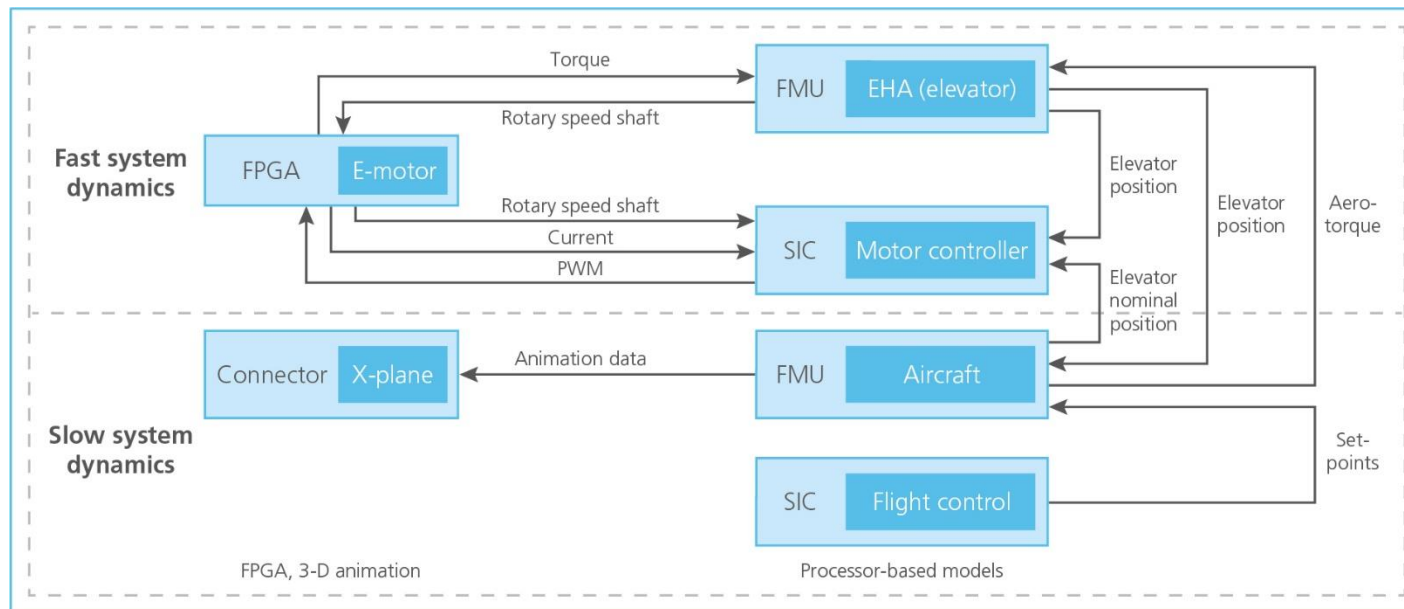 Torque
FMU
EHA (elevator)
Rotary speed shaft
Fast system
dynamics
FPGA
E-motor
Elevator
position
Elevator
position
Aero-
torque
Rotary speed shaft
Current
PWM
SIC
Motor controller
Elevator
nominal
position
Connector
X-plane
Animation data
FMU
Aircraft
Slow system
dynamics
Set-
points
SIC
Flight control
FPGA, 3-D animation
Processor-based models